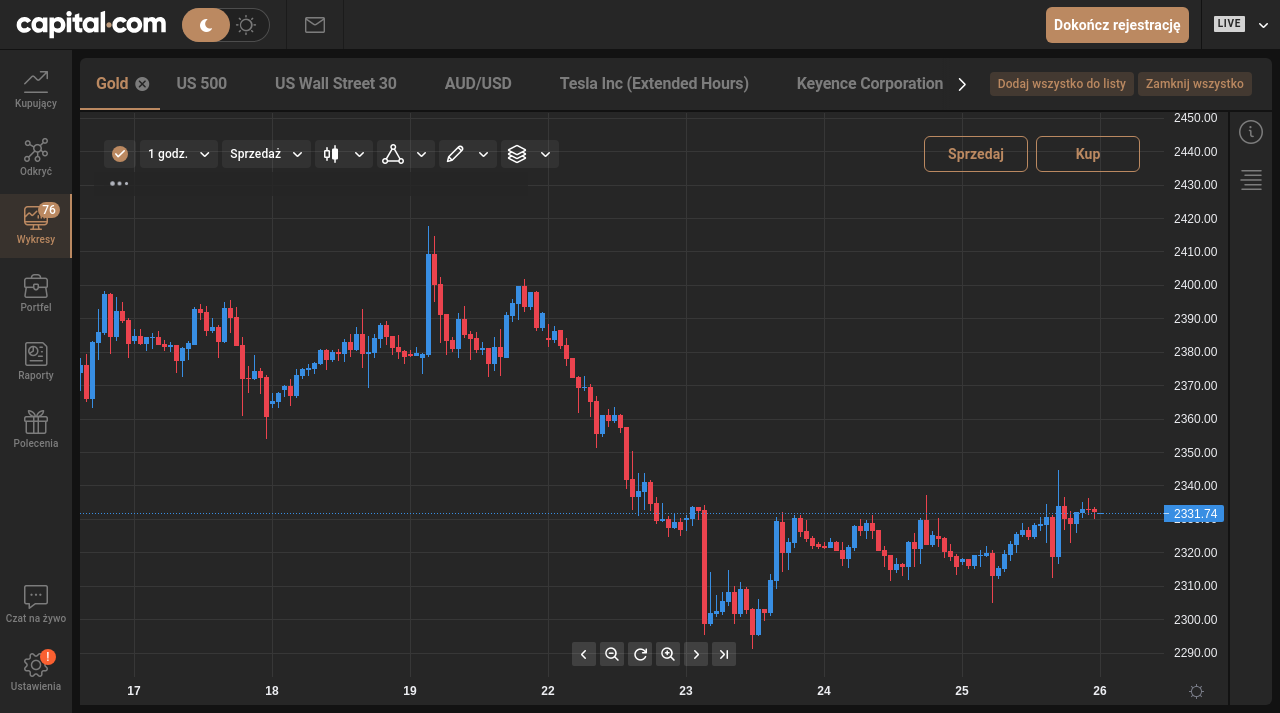 capital.com
Dokończ rejestrację
LIVE
Kupujący
Odkryć
76
Wykresy
Portfel
Raporty
Polecenia
Czat na żywo
!
Ustawienia
Gold
US 500
US Wall Street 30
AUD/USD
Tesla Inc (Extended Hours)
Keyence Corporation
Dodaj wszystko do listy
Zamknij wszystko
1 godz.
Sprzedaż
Sprzedaj
Kup
2450.00
2440.00
2430.00
2420.00
2410.00
2400.00
2390.00
2380.00
2370.00
2360.00
2350.00
2340.00
2331.74
2320.00
2310.00
2300.00
2290.00
17
18
19
22
23
24
25
26